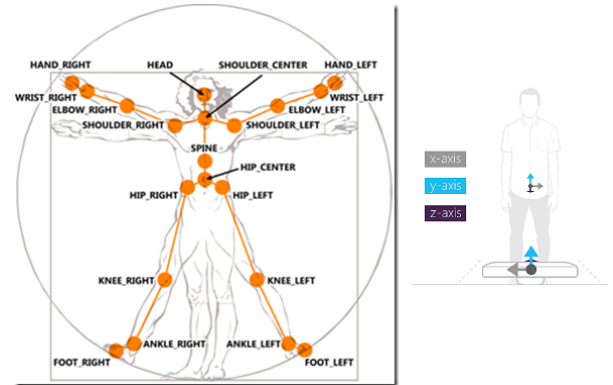 HAND_RIGHT
HEAD
SHOULDER_CENTER
HAND_LEFT
WRIST_RIGHT
WRIST_LEFT
ELBOW_RIGHT
ELBOW_LEFT
SHOULDER_RIGHT
SHOULDER_LEFT
SPINE
HIP_CENTER
HIP_RIGHT
HIP_LEFT
KNEE_RIGHT
KNEE_LEFT
ANKLE_RIGHT
ANKLE_LEFT
FOOT_RIGHT
FOOT_LEFT
x-axis
y-axis
z-axis